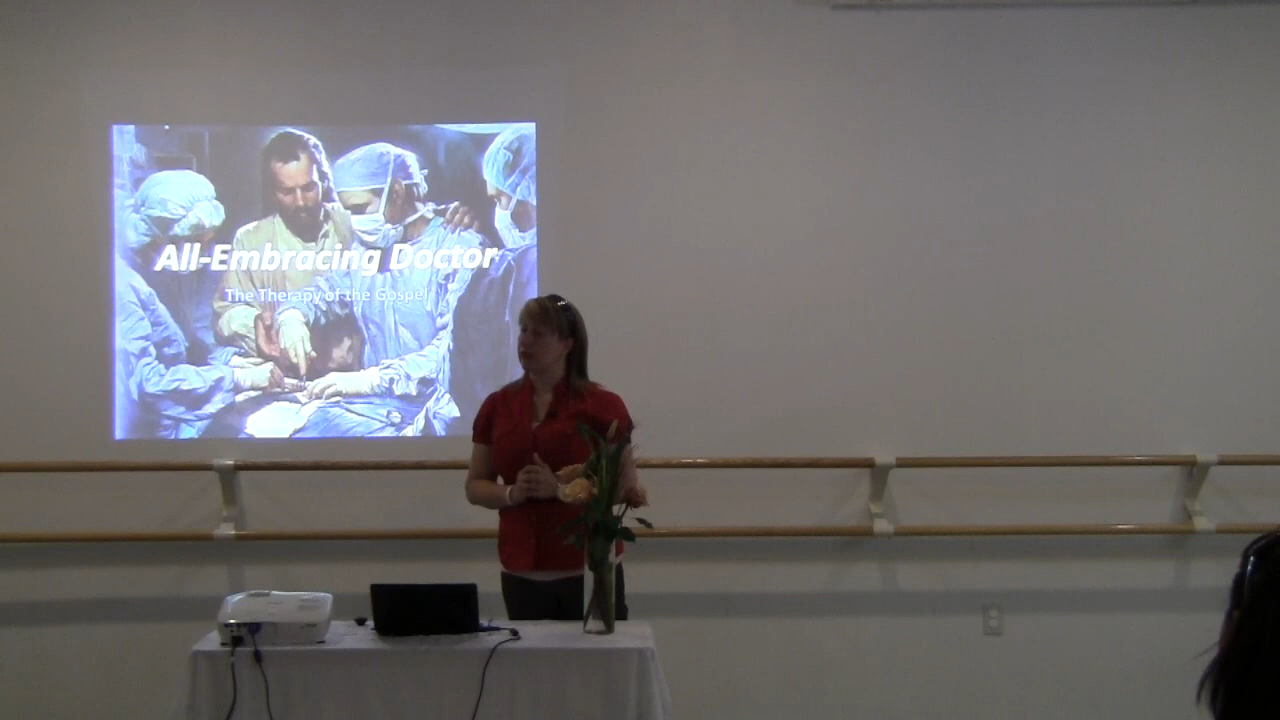 All-Embracing Doctor
The Therapy of the Gospel